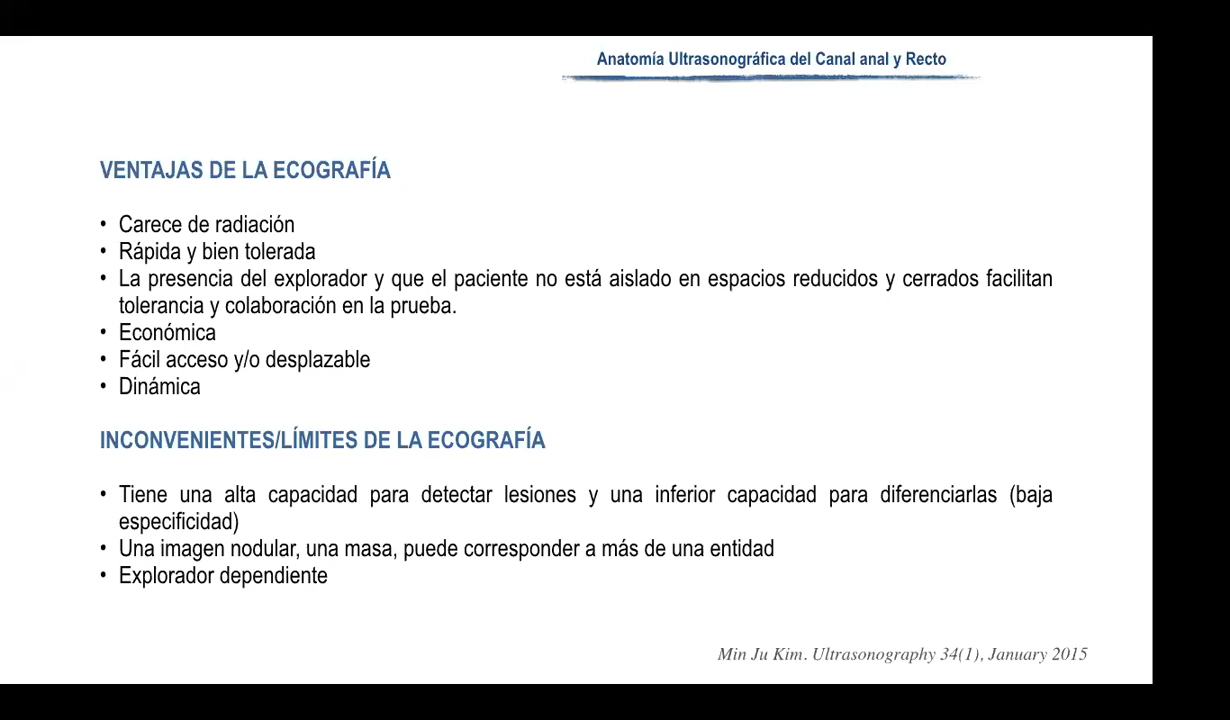 Anatomía Ultrasonográfica del Canal anal y Recto
VENTAJAS DE LA ECOGRAFÍA
• Carece de radiación
• Rápida y bien tolerada
• La presencia del explorador y que el paciente no está aislado en espacios reducidos y cerrados facilitan
tolerancia y colaboración en la prueba.
• Económica
• Fácil acceso y/o desplazable
• Dinámica
INCONVENIENTES/LÍMITES DE LA ECOGRAFÍA
• Tiene una alta capacidad para detectar lesiones y una inferior capacidad para diferenciarlas (baja
especificidad)
• Una imagen nodular, una masa, puede corresponder a más de una entidad
• Explorador dependiente
Min Ju Kim. Ultrasonography 34(1), January 2015